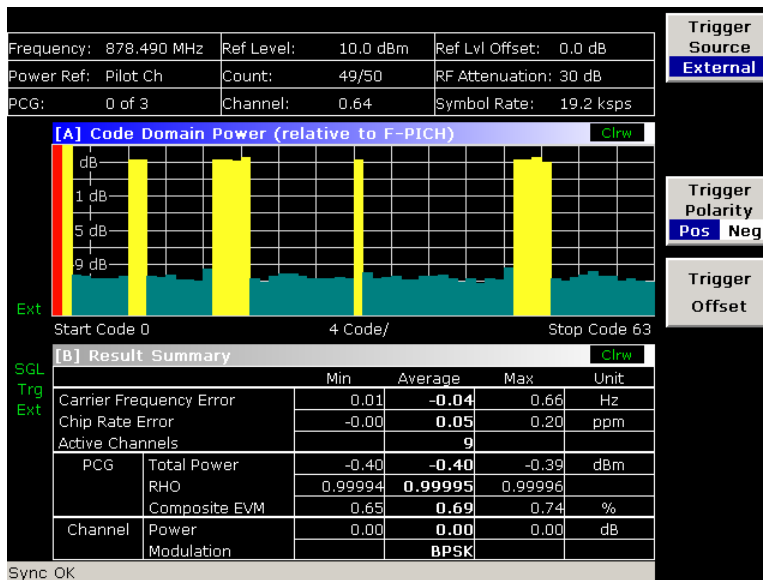 Frequency: 878.490 MHz Ref Level: 10.0 dBm Ref Lvl Offset: 0.0 dB
Power Ref: Pilot Ch Count: 49/50 RF Attenuation: 30 dB
PCG: 0 of 3 Channel: 0.64 Symbol Rate: 19.2 ksps
[A] Code Domain Power (relative to F-PICH) Clrw
dB
1 dB
5 dB
9 dB
Ext
Start Code 0 4 Code/ Stop Code 63
[B] Result Summary Clrw
SGL
Trg
Ext
Min Average Max Unit
Carrier Frequency Error 0.01 -0.04 0.66 Hz
Chip Rate Error -0.00 0.05 0.20 ppm
Active Channels 9
PCG Total Power -0.40 -0.40 -0.39 dBm
RHO 0.99994 0.99995 0.99996
Composite EVM 0.65 0.69 0.74 %
Channel Power 0.00 0.00 0.00 dB
Modulation BPSK
Sync OK
Trigger
Source
External
Trigger
Polarity
Pos Neg
Trigger
Offset